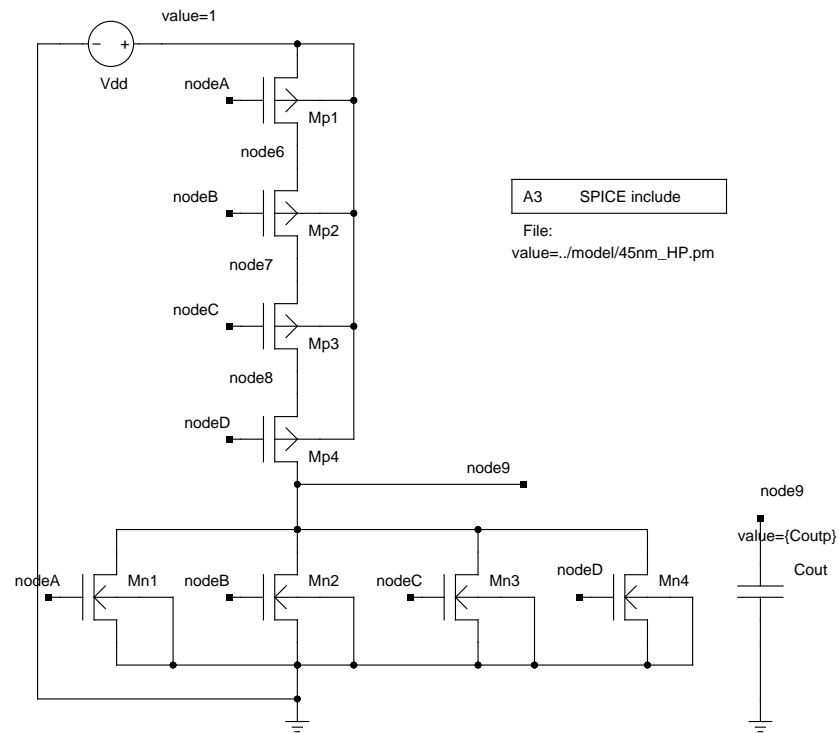 value=1
− +
Vdd
nodeA
Mp1
node6
nodeB
Mp2
node7
nodeC
Mp3
node8
nodeD
Mp4
A3 SPICE include
File:
value=../model/45nm_HP.pm
node9
nodeA
Mn1
nodeB
Mn2
nodeC
Mn3
nodeD
Mn4
node9
value={Coutp}
Cout